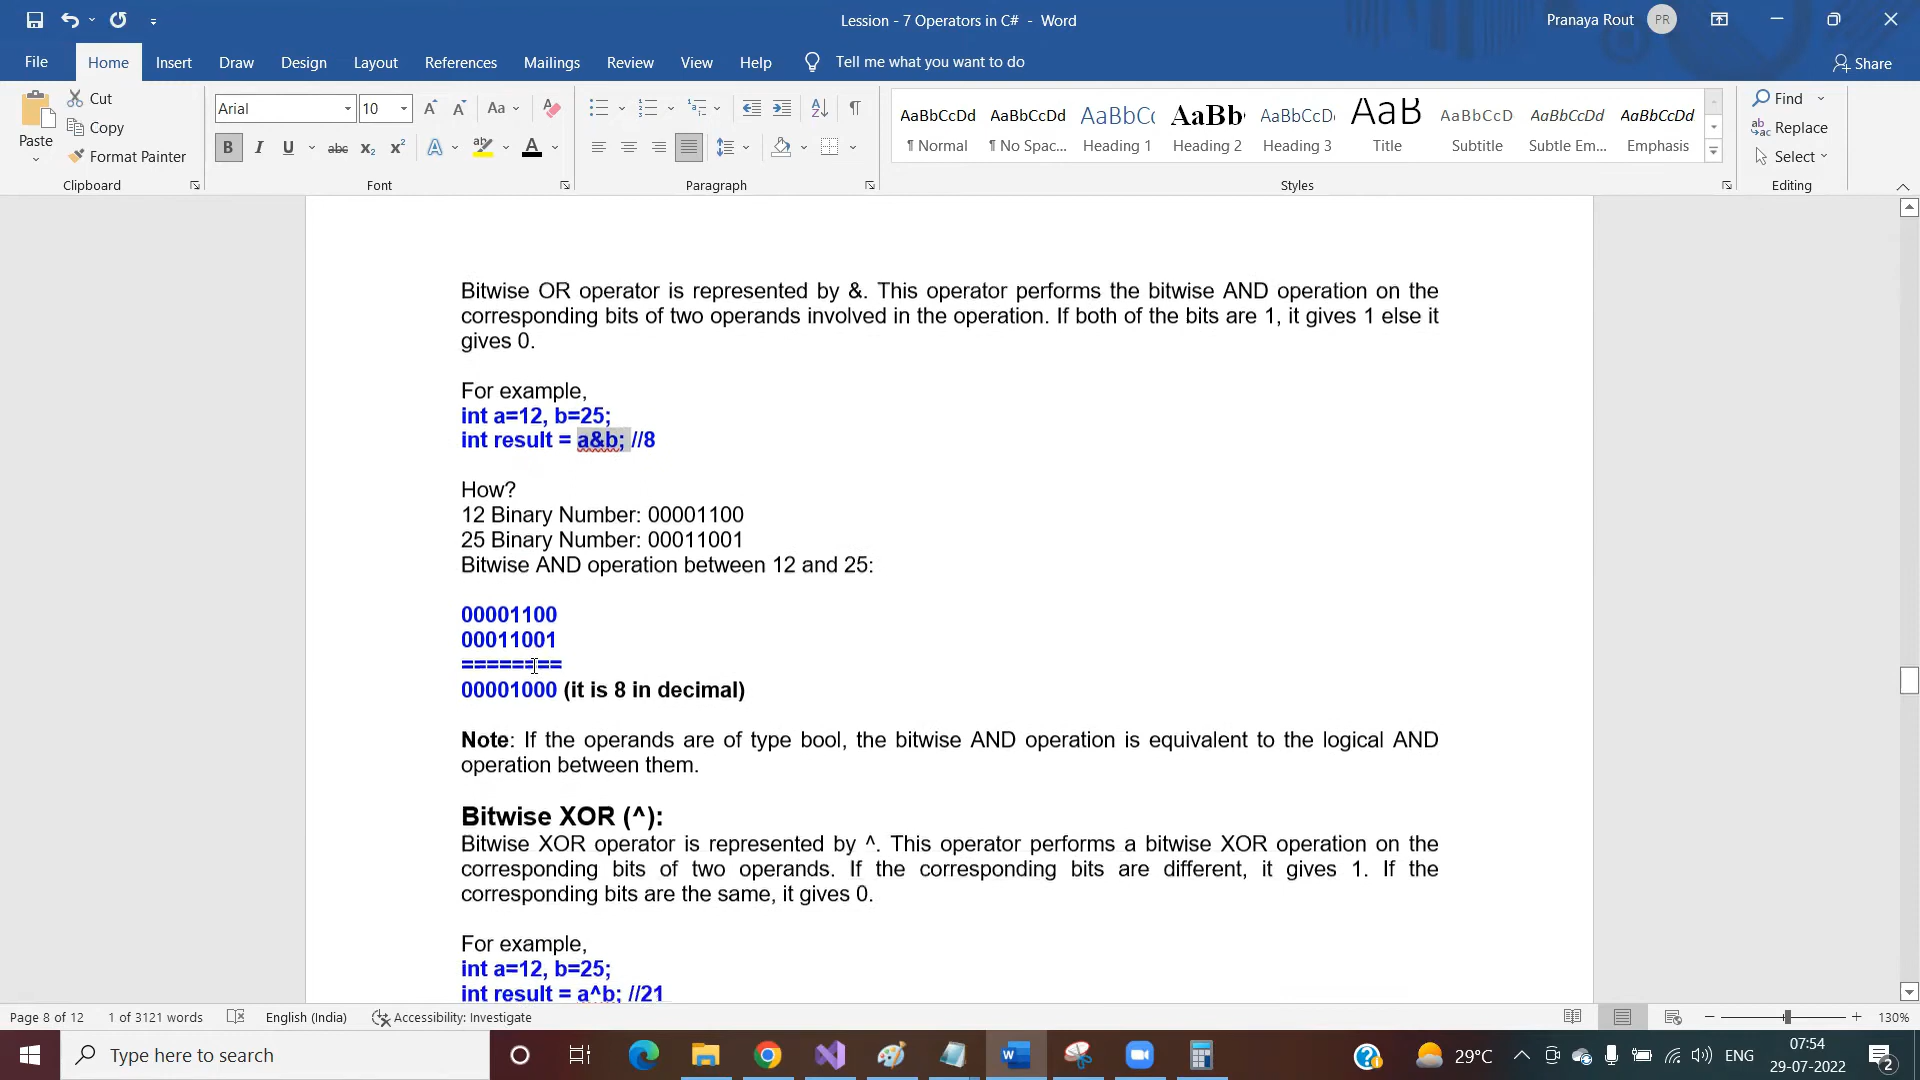 Lession - 7 Operators in C# - Word
Pranaya Rout PR
File Home Insert Draw Design Layout References Mailings Review View Help Tell me what you want to do Share
Paste
Cut
Copy
Format Painter
Clipboard
Arial 10
Font
Paragraph
AaBbCcDd AaBbCcDd AaBbC( AaBb( AaBbCcD( AaB AaBbCcD AaBbCcDd AaBbCcDd
¶ Normal ¶ No Spac... Heading 1 Heading 2 Heading 3 Title Subtitle Subtle Em... Emphasis
Styles
Find
Replace
Select
Editing
Bitwise OR operator is represented by &. This operator performs the bitwise AND operation on the
corresponding bits of two operands involved in the operation. If both of the bits are 1, it gives 1 else it
gives 0.
For example,
int a=12, b=25;
int result = a&b; //8
How?
12 Binary Number: 00001100
25 Binary Number: 00011001
Bitwise AND operation between 12 and 25:
00001100
00011001
========
00001000 (it is 8 in decimal)
Note: If the operands are of type bool, the bitwise AND operation is equivalent to the logical AND
operation between them.
Bitwise XOR (^):
Bitwise XOR operator is represented by ^. This operator performs a bitwise XOR operation on the
corresponding bits of two operands. If the corresponding bits are different, it gives 1. If the
corresponding bits are the same, it gives 0.
For example,
int a=12, b=25;
int result = a^b; //21
Page 8 of 12 1 of 3121 words English (India) Accessibility: Investigate 130%
Type here to search
29°C ENG
07:54
29-07-2022
2